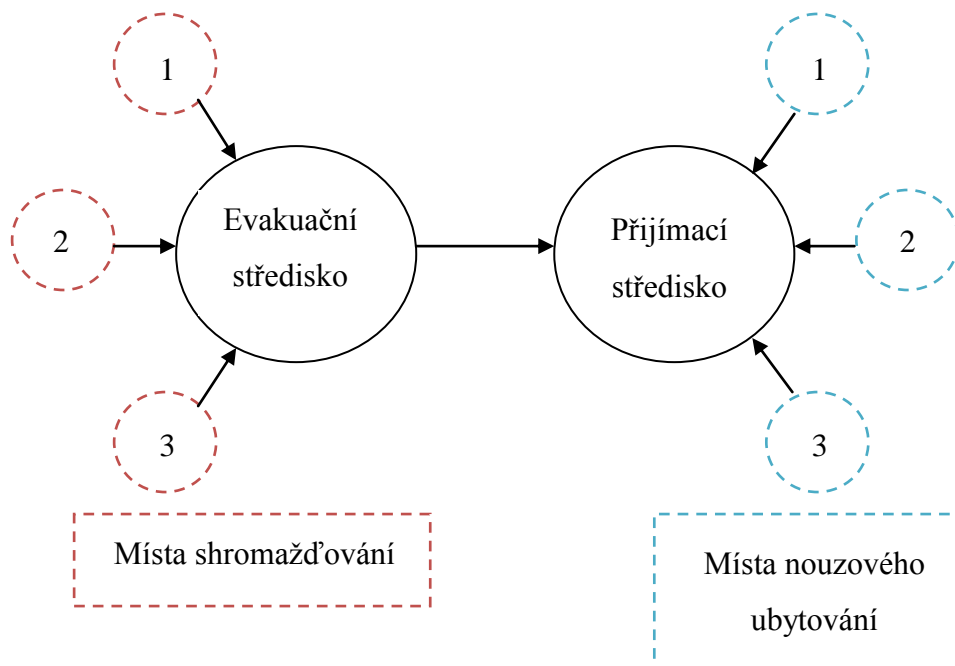 1
1
Evakuační
středisko
Přijímací
středisko
2
2
3
3
Místa shromažďování
Místa nouzového
ubytování